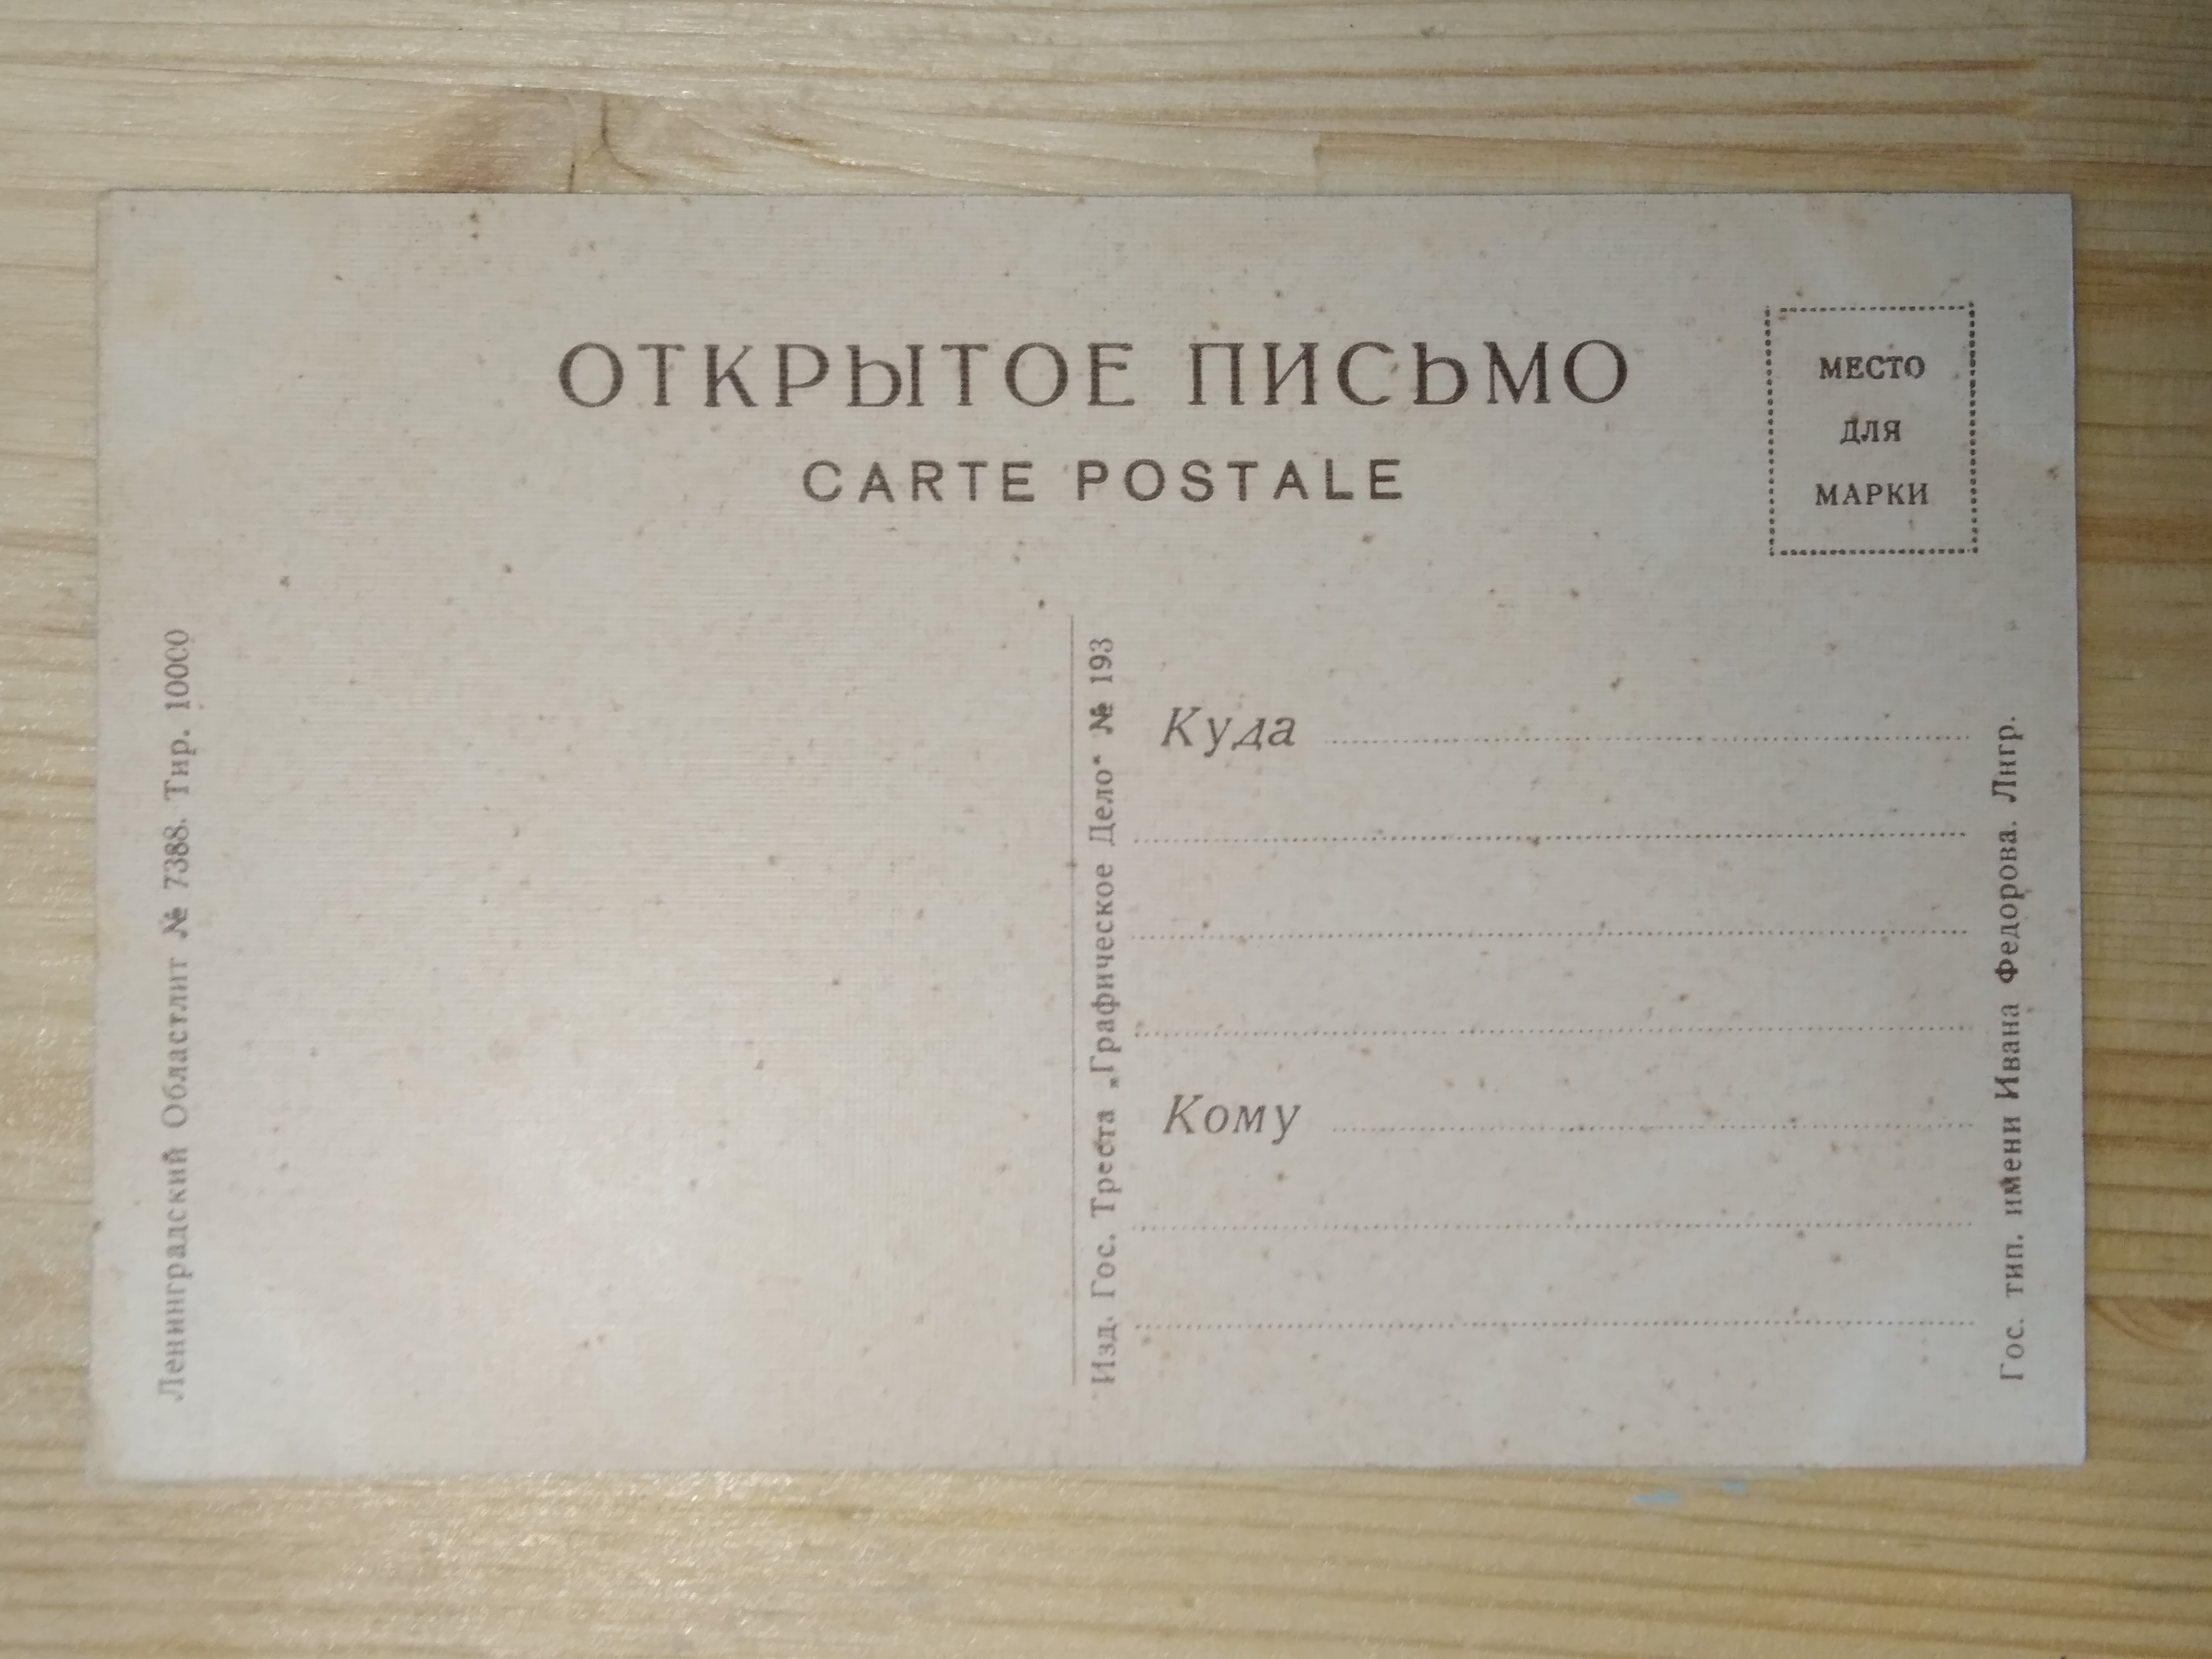 ОТКРЫТОЕ ПИСЬМО
CARTE POSTALE
МЕСТО
ДЛЯ
МАРКИ
Ленинградский Областлит № 7388. Тир. 10000
Изд. Гос. Треста „Графическое Дело“ № 193
Куда
Кому
Гос. тип. имени Ивана Федорова. Лнгр.